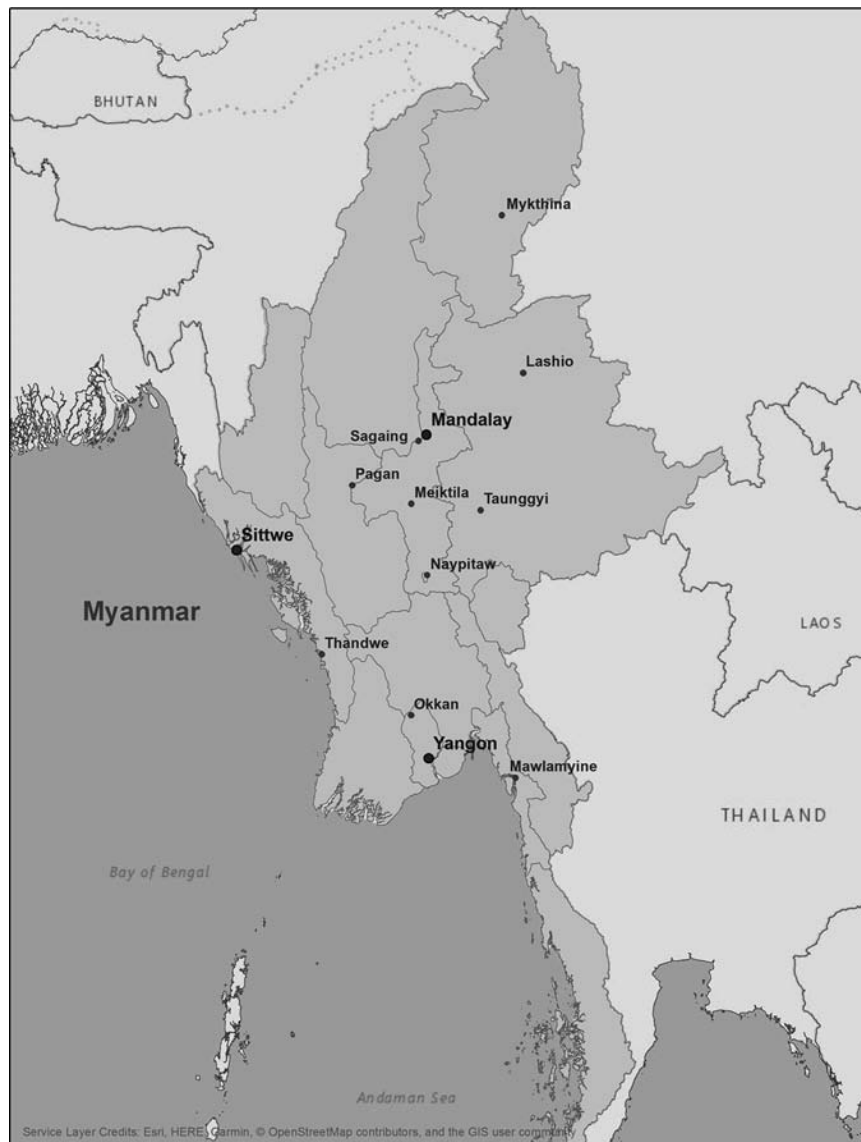 BHUTAN
Mykthina
Lashio
Mandalay
Sagaing
Pagan
Meiktila
Taunggyi
Sittwe
Naypitaw
Myanmar
LAOS
Thandwe
Okkan
Yangon
Mawlamyine
THAILAND
Bay of Bengal
Andaman Sea
Service Layer Credits: Esri, HERE, Garmin, © OpenStreetMap contributors, and the GIS user community